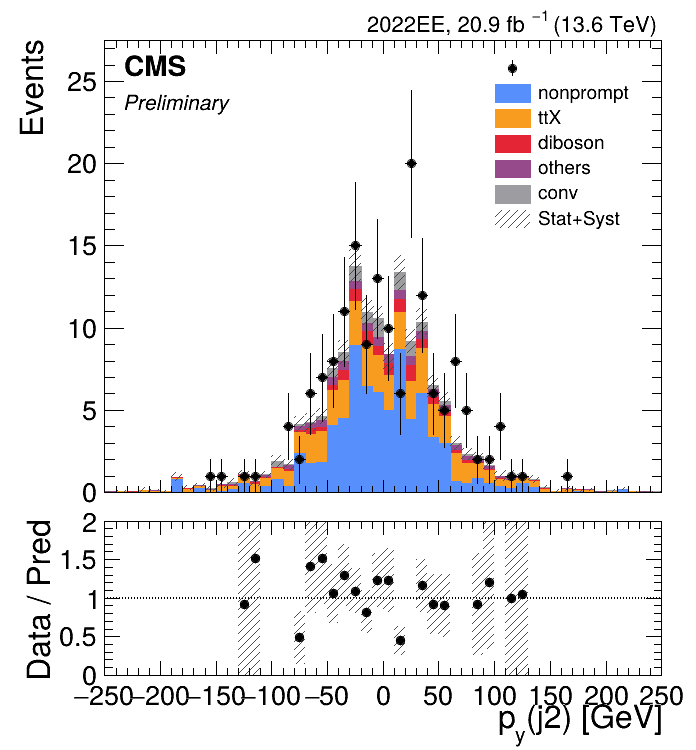 2022EE, 20.9 fb⁻¹ (13.6 TeV)
CMS
Preliminary
Events
25
20
15
10
5
0
nonprompt
ttX
diboson
others
conv
Stat+Syst
Data / Pred
2
1.5
1
0.5
0
−250 −200 −150 −100 −50 0 50 100 150 200 250
p_y(j2) [GeV]